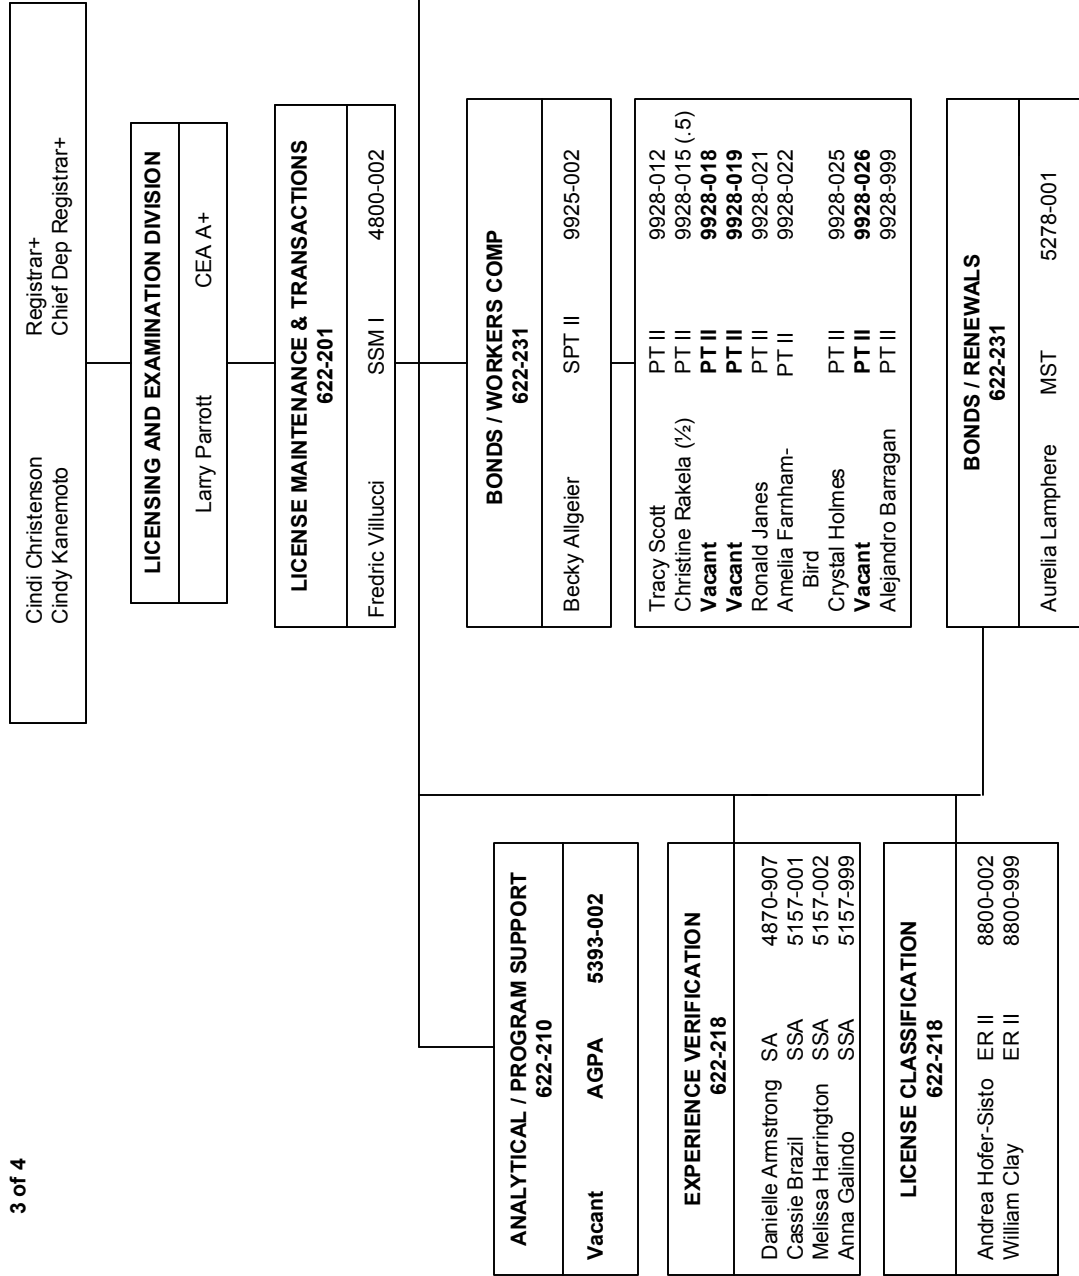 3 of 4
Cindi Christenson Registrar+
Cindy Kanemoto Chief Dep Registrar+
LICENSING AND EXAMINATION DIVISION
Larry Parrott CEA A+
LICENSE MAINTENANCE & TRANSACTIONS
622-201
Fredric Villucci SSM I 4800-002
ANALYTICAL / PROGRAM SUPPORT
622-210
Vacant AGPA 5393-002
EXPERIENCE VERIFICATION
622-218
Danielle Armstrong SA 4870-907
Cassie Brazil SSA 5157-001
Melissa Harrington SSA 5157-002
Anna Galindo SSA 5157-999
LICENSE CLASSIFICATION
622-218
Andrea Hofer-Sisto ER II 8800-002
William Clay ER II 8800-999
BONDS / WORKERS COMP
622-231
Becky Allgeier SPT II 9925-002
Tracy Scott PT II 9928-012
Christine Rakela (½) PT II 9928-015 (.5)
Vacant PT II 9928-018
Vacant PT II 9928-019
Ronald Janes PT II 9928-021
Amelia Farnham- PT II 9928-022
Bird
Crystal Holmes PT II 9928-025
Vacant PT II 9928-026
Alejandro Barragan PT II 9928-999
BONDS / RENEWALS
622-231
Aurelia Lamphere MST 5278-001